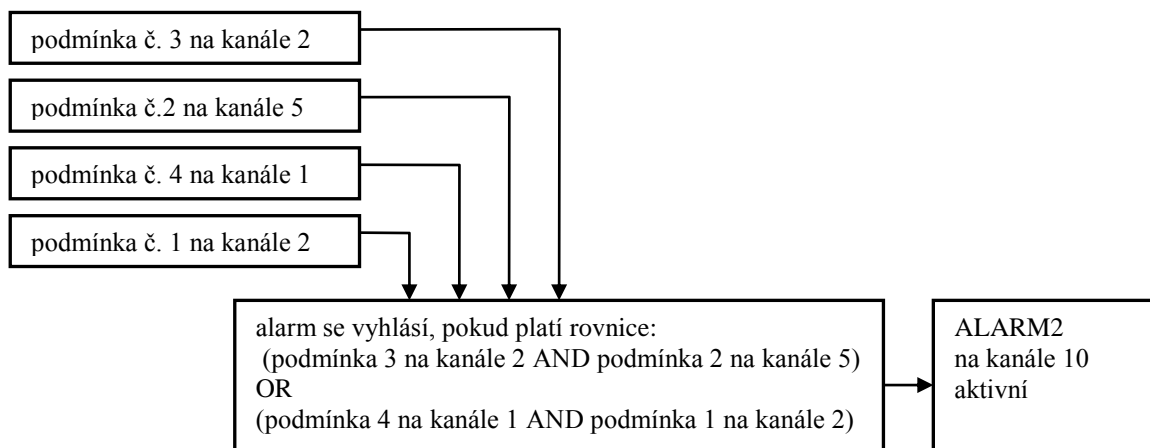 podmínka č. 3 na kanále 2
podmínka č.2 na kanále 5
podmínka č. 4 na kanále 1
podmínka č. 1 na kanále 2
alarm se vyhlásí, pokud platí rovnice:
(podmínka 3 na kanále 2 AND podmínka 2 na kanále 5)
OR
(podmínka 4 na kanále 1 AND podmínka 1 na kanále 2)
ALARM2
na kanále 10
aktivní